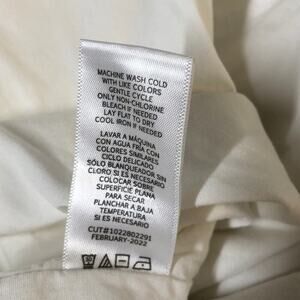 MACHINE WASH COLD
WITH LIKE COLORS
GENTLE CYCLE
ONLY NON-CHLORINE
BLEACH IF NEEDED
LAY FLAT TO DRY
COOL IRON IF NEEDED
LAVAR A MÁQUINA
CON AGUA FRÍA CON
COLORES SIMILARES
CICLO DELICADO
SÓLO BLANQUEADOR SIN
CLORO SI ES NECESARIO
COLOCAR SOBRE
SUPERFICIE PLANA
PARA SECAR
PLANCHAR A BAJA
TEMPERATURA
SI ES NECESARIO
CUT#1022802291
FEBRUARY-2022